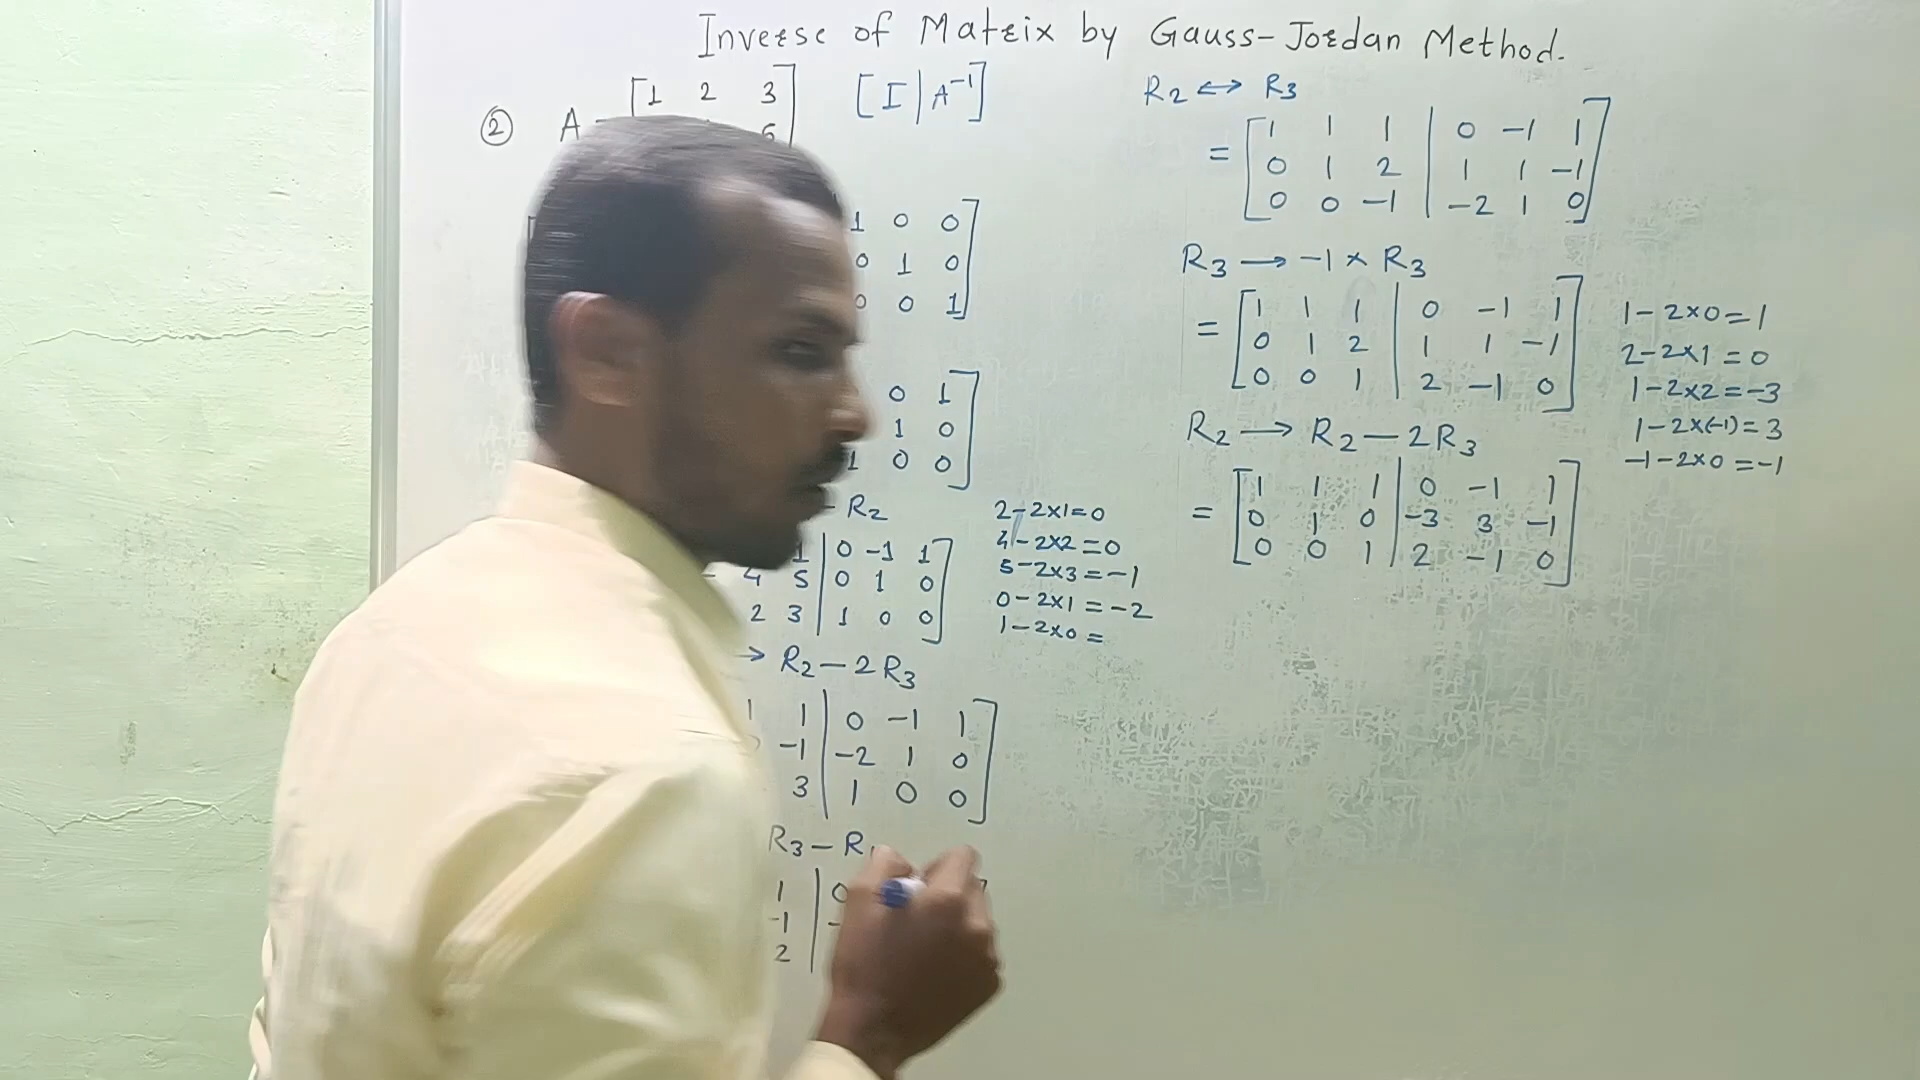 Inverse of Matrix by Gauss-Jordan Method.
② A [1 2 3] [I | A⁻¹]
6
1 0 0]
0 1 0
0 0 1]
0 1]
1 0
1 0 0]
- R2
1 | 0 -1 1]
4 5 | 0 1 0
2 3 | 1 0 0]
→ R2 - 2R3
1 1 | 0 -1 1]
-1 | -2 1 0
3 | 1 0 0]
R3 - R1
1 | 0
-1 | -
2 |
2-2×1=0
4-2×2=0
5-2×3=-1
0-2×1=-2
1-2×0=
R2 ↔ R3
= [1 1 1 | 0 -1 1]
0 1 2 | 1 1 -1
[0 0 -1 | -2 1 0]
R3 → -1 × R3
= [1 1 1 | 0 -1 1]
0 1 2 | 1 1 -1
[0 0 1 | 2 -1 0]
R2 → R2 - 2R3
= [1 1 1 | 0 -1 1]
0 1 0 | -3 3 -1
[0 0 1 | 2 -1 0]
1-2×0=1
2-2×1=0
1-2×2=-3
1-2×(-1)=3
-1-2×0=-1